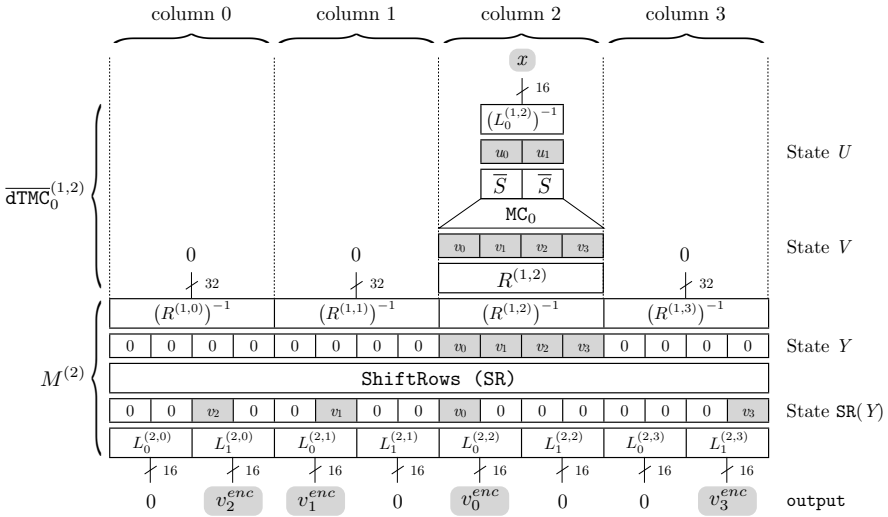 column 0 column 1 column 2 column 3
x
16
(L_0^{(1,2)})^{-1}
u_0 u_1 State U
\overline{S} \overline{S}
\overline{dTMC}_0^{(1,2)}
MC_0
0 0 v_0 v_1 v_2 v_3 0 State V
32 32 R^{(1,2)} 32
(R^{(1,0)})^{-1} (R^{(1,1)})^{-1} (R^{(1,2)})^{-1} (R^{(1,3)})^{-1}
0 0 0 0 0 0 0 0 v_0 v_1 v_2 v_3 0 0 0 0 State Y
M^{(2)} ShiftRows (SR)
0 0 v_2 0 0 v_1 0 0 v_0 0 0 0 0 0 0 v_3 State SR(Y)
L_0^{(2,0)} L_1^{(2,0)} L_0^{(2,1)} L_1^{(2,1)} L_0^{(2,2)} L_1^{(2,2)} L_0^{(2,3)} L_1^{(2,3)}
16 16 16 16 16 16 16 16
0 v_2^{enc} v_1^{enc} 0 v_0^{enc} 0 0 v_3^{enc} output